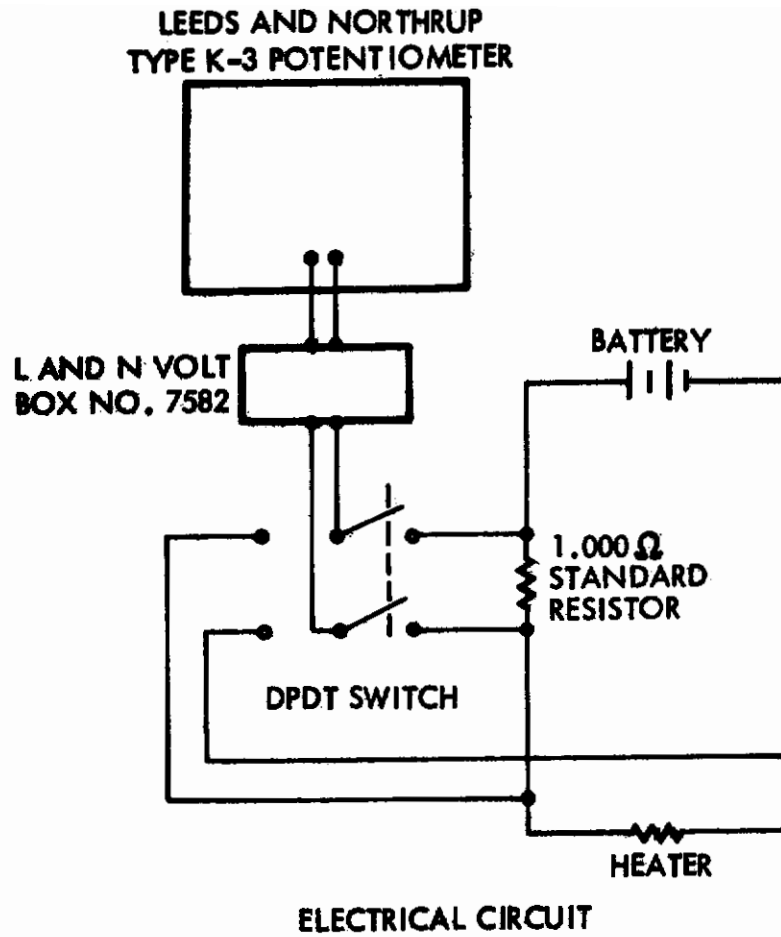 LEEDS AND NORTHRUP
TYPE K-3 POTENTIOMETER
L AND N VOLT
BOX NO. 7582
BATTERY
1.000 Ω
STANDARD
RESISTOR
DPDT SWITCH
HEATER
ELECTRICAL CIRCUIT